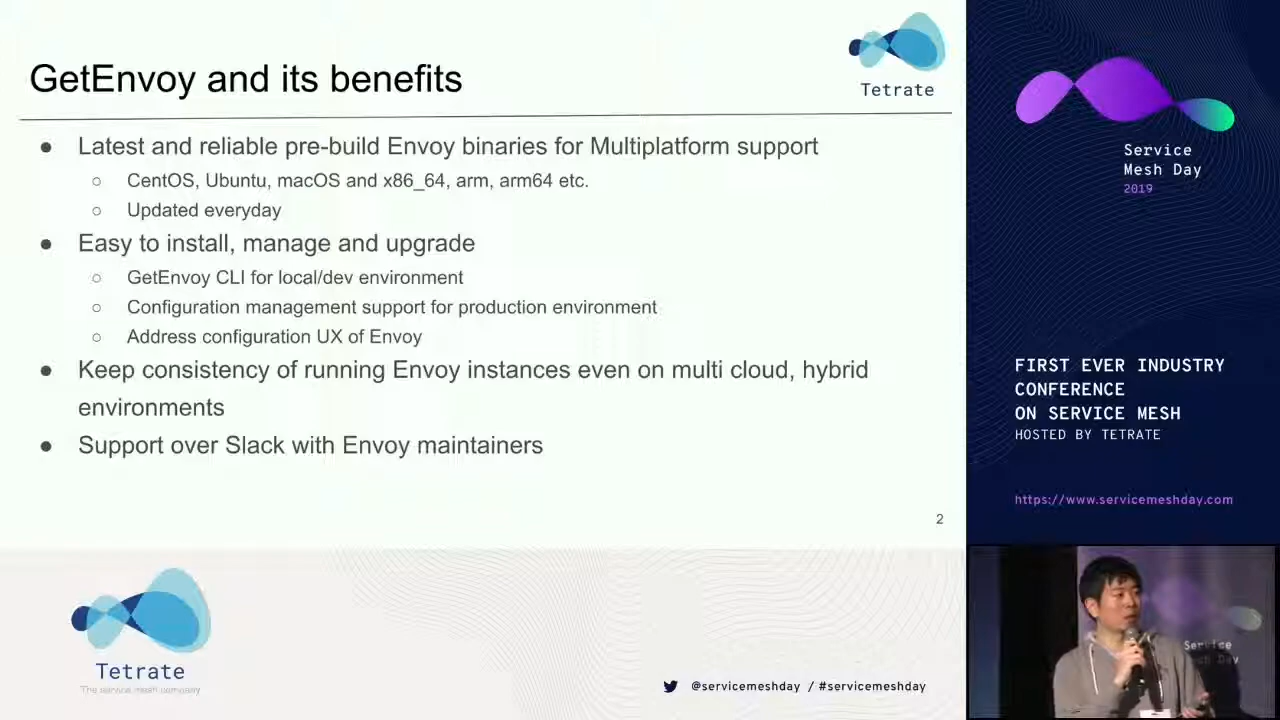 GetEnvoy and its benefits
Tetrate
● Latest and reliable pre-build Envoy binaries for Multiplatform support
○ CentOS, Ubuntu, macOS and x86_64, arm, arm64 etc.
○ Updated everyday
● Easy to install, manage and upgrade
○ GetEnvoy CLI for local/dev environment
○ Configuration management support for production environment
○ Address configuration UX of Envoy
● Keep consistency of running Envoy instances even on multi cloud, hybrid
environments
● Support over Slack with Envoy maintainers
2
Tetrate
The service mesh company
@servicemeshday / #servicemeshday
Service
Mesh Day
2019
FIRST EVER INDUSTRY
CONFERENCE
ON SERVICE MESH
HOSTED BY TETRATE
https://www.servicemeshday.com
Service
Mesh Day